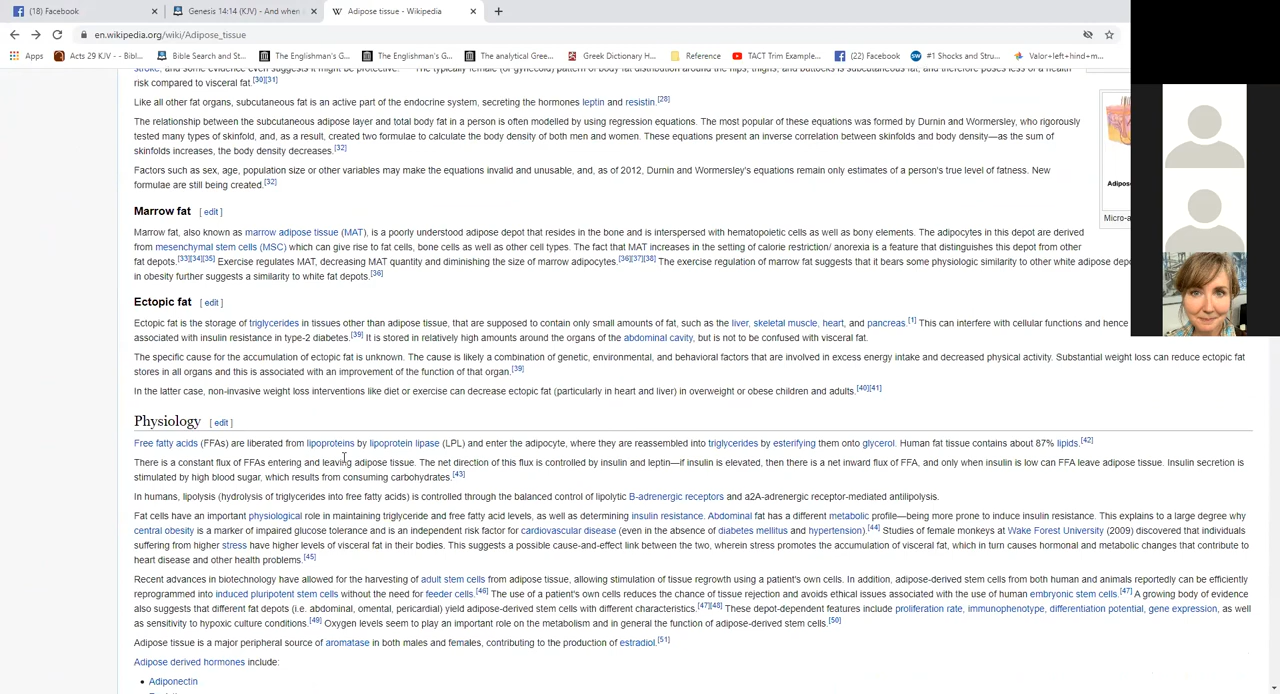 (18) Facebook
Genesis 14:14 (KJV) - And when
Adipose tissue - Wikipedia
en.wikipedia.org/wiki/Adipose_tissue
Apps
Acts 29 KJV - - Bibl...
Bible Search and St...
The Englishman's G...
The Englishman's G...
The analytical Greek...
Greek Dictionary H...
Reference
TACT Trim Example...
(22) Facebook
#1 Shocks and Stru...
Valor+left+hind+m...
stroke, and some evidence even suggests it might be protective. The typically female (or gynecoid) pattern of body fat distribution around the hips, thighs, and buttocks is subcutaneous fat, and therefore poses less of a health
risk compared to visceral fat.[30][31]
Like all other fat organs, subcutaneous fat is an active part of the endocrine system, secreting the hormones leptin and resistin.[28]
The relationship between the subcutaneous adipose layer and total body fat in a person is often modelled by using regression equations. The most popular of these equations was formed by Durnin and Wormersley, who rigorously
tested many types of skinfold, and, as a result, created two formulae to calculate the body density of both men and women. These equations present an inverse correlation between skinfolds and body density—as the sum of
skinfolds increases, the body density decreases.[32]
Factors such as sex, age, population size or other variables may make the equations invalid and unusable, and, as of 2012, Durnin and Wormersley's equations remain only estimates of a person's true level of fatness. New
formulae are still being created.[32]
Adipos
Micro-a
Marrow fat [ edit ]
Marrow fat, also known as marrow adipose tissue (MAT), is a poorly understood adipose depot that resides in the bone and is interspersed with hematopoietic cells as well as bony elements. The adipocytes in this depot are derived
from mesenchymal stem cells (MSC) which can give rise to fat cells, bone cells as well as other cell types. The fact that MAT increases in the setting of calorie restriction/ anorexia is a feature that distinguishes this depot from other
fat depots.[33][34][35] Exercise regulates MAT, decreasing MAT quantity and diminishing the size of marrow adipocytes.[36][37][38] The exercise regulation of marrow fat suggests that it bears some physiologic similarity to other white adipose depo
in obesity further suggests a similarity to white fat depots.[36]
Ectopic fat [ edit ]
Ectopic fat is the storage of triglycerides in tissues other than adipose tissue, that are supposed to contain only small amounts of fat, such as the liver, skeletal muscle, heart, and pancreas.[1] This can interfere with cellular functions and hence
associated with insulin resistance in type-2 diabetes.[39] It is stored in relatively high amounts around the organs of the abdominal cavity, but is not to be confused with visceral fat.
The specific cause for the accumulation of ectopic fat is unknown. The cause is likely a combination of genetic, environmental, and behavioral factors that are involved in excess energy intake and decreased physical activity. Substantial weight loss can reduce ectopic fat
stores in all organs and this is associated with an improvement of the function of that organ.[39]
In the latter case, non-invasive weight loss interventions like diet or exercise can decrease ectopic fat (particularly in heart and liver) in overweight or obese children and adults.[40][41]
Physiology [ edit ]
Free fatty acids (FFAs) are liberated from lipoproteins by lipoprotein lipase (LPL) and enter the adipocyte, where they are reassembled into triglycerides by esterifying them onto glycerol. Human fat tissue contains about 87% lipids.[42]
There is a constant flux of FFAs entering and leaving adipose tissue. The net direction of this flux is controlled by insulin and leptin—if insulin is elevated, then there is a net inward flux of FFA, and only when insulin is low can FFA leave adipose tissue. Insulin secretion is
stimulated by high blood sugar, which results from consuming carbohydrates.[43]
In humans, lipolysis (hydrolysis of triglycerides into free fatty acids) is controlled through the balanced control of lipolytic B-adrenergic receptors and a2A-adrenergic receptor-mediated antilipolysis.
Fat cells have an important physiological role in maintaining triglyceride and free fatty acid levels, as well as determining insulin resistance. Abdominal fat has a different metabolic profile—being more prone to induce insulin resistance. This explains to a large degree why
central obesity is a marker of impaired glucose tolerance and is an independent risk factor for cardiovascular disease (even in the absence of diabetes mellitus and hypertension).[44] Studies of female monkeys at Wake Forest University (2009) discovered that individuals
suffering from higher stress have higher levels of visceral fat in their bodies. This suggests a possible cause-and-effect link between the two, wherein stress promotes the accumulation of visceral fat, which in turn causes hormonal and metabolic changes that contribute to
heart disease and other health problems.[45]
Recent advances in biotechnology have allowed for the harvesting of adult stem cells from adipose tissue, allowing stimulation of tissue regrowth using a patient's own cells. In addition, adipose-derived stem cells from both human and animals reportedly can be efficiently
reprogrammed into induced pluripotent stem cells without the need for feeder cells.[46] The use of a patient's own cells reduces the chance of tissue rejection and avoids ethical issues associated with the use of human embryonic stem cells.[47] A growing body of evidence
also suggests that different fat depots (i.e. abdominal, omental, pericardial) yield adipose-derived stem cells with different characteristics.[47][48] These depot-dependent features include proliferation rate, immunophenotype, differentiation potential, gene expression, as well
as sensitivity to hypoxic culture conditions.[49] Oxygen levels seem to play an important role on the metabolism and in general the function of adipose-derived stem cells.[50]
Adipose tissue is a major peripheral source of aromatase in both males and females, contributing to the production of estradiol.[51]
Adipose derived hormones include:
• Adiponectin